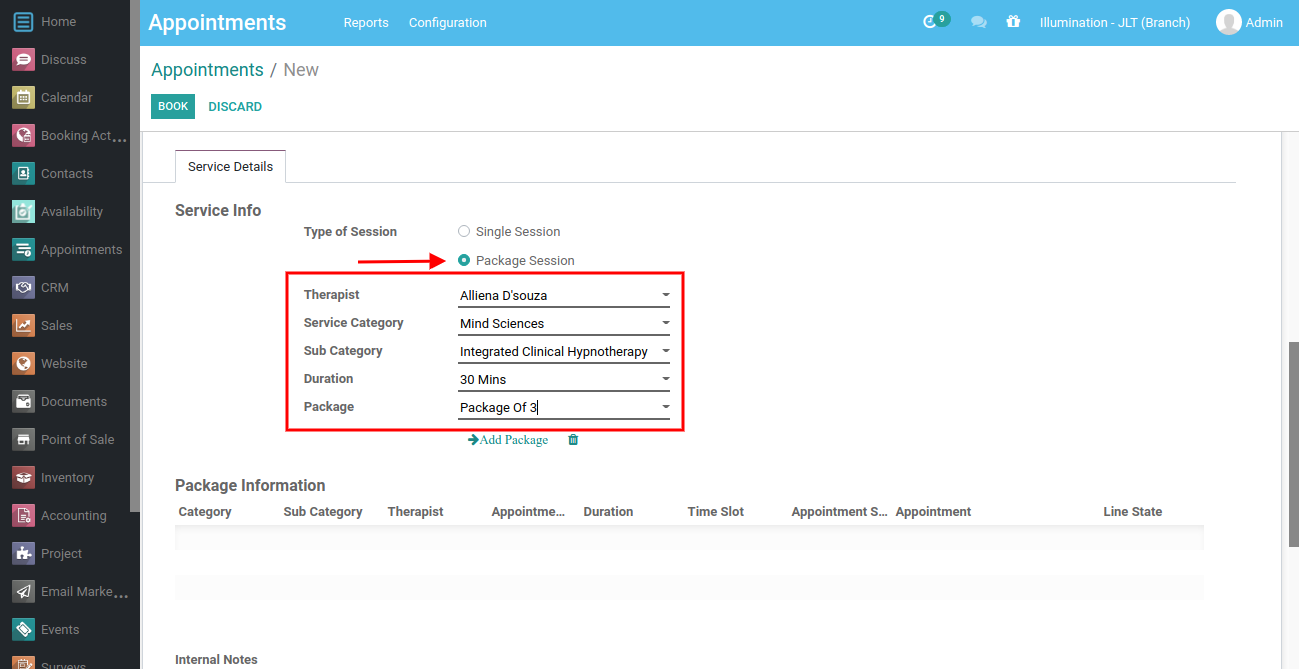 Home
Discuss
Calendar
Booking Act...
Contacts
Availability
Appointments
CRM
Sales
Website
Documents
Point of Sale
Inventory
Accounting
Project
Email Marke...
Events
Surveys
Appointments Reports Configuration 9 Illumination - JLT (Branch) Admin
Appointments / New
BOOK DISCARD
Service Details
Service Info
Type of Session Single Session
Package Session
Therapist Alliena D'souza
Service Category Mind Sciences
Sub Category Integrated Clinical Hypnotherapy
Duration 30 Mins
Package Package Of 3
Add Package
Package Information
Category Sub Category Therapist Appointme... Duration Time Slot Appointment S... Appointment Line State
Internal Notes